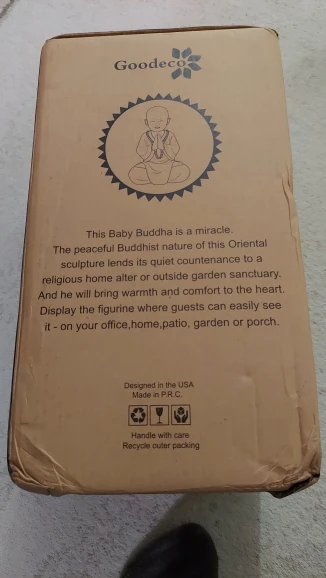 Goodeco
This Baby Buddha is a miracle.
The peaceful Buddhist nature of this Oriental
sculpture lends its quiet countenance to a
religious home alter or outside garden sanctuary.
And he will bring warmth and comfort to the heart.
Display the figurine where guests can easily see
it - on your office,home,patio, garden or porch.
Designed in the USA
Made in P.R.C.
Handle with care
Recycle outer packing